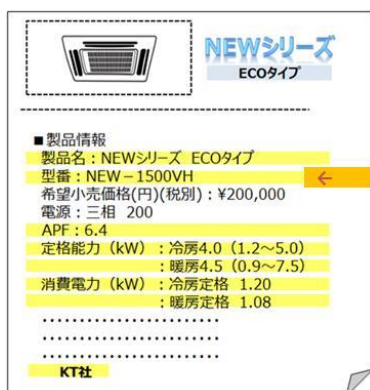 NEWシリーズ
ECOタイプ
■製品情報
製品名:NEWシリーズ ECOタイプ
型番:NEW-1500VH
希望小売価格(円)(税別):¥200,000
電源:三相 200
APF:6.4
定格能力(kW):冷房4.0(1.2~5.0)
:暖房4.5(0.9~7.5)
消費電力(kW):冷房定格 1.20
:暖房定格 1.08
KT社